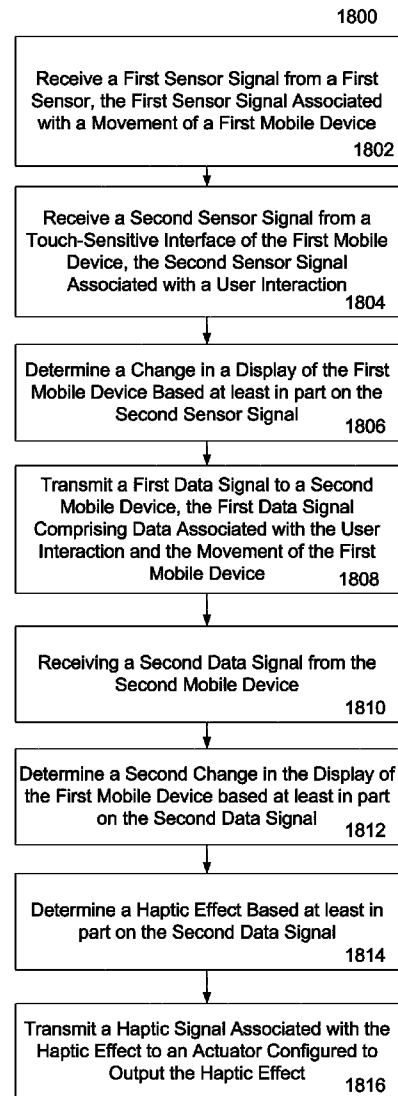 1800
Receive a First Sensor Signal from a First
Sensor, the First Sensor Signal Associated
with a Movement of a First Mobile Device
1802
Receive a Second Sensor Signal from a
Touch-Sensitive Interface of the First Mobile
Device, the Second Sensor Signal
Associated with a User Interaction
1804
Determine a Change in a Display of the First
Mobile Device Based at least in part on the
Second Sensor Signal
1806
Transmit a First Data Signal to a Second
Mobile Device, the First Data Signal
Comprising Data Associated with the User
Interaction and the Movement of the First
Mobile Device
1808
Receiving a Second Data Signal from the
Second Mobile Device
1810
Determine a Second Change in the Display of
the First Mobile Device based at least in part
on the Second Data Signal
1812
Determine a Haptic Effect Based at least in
part on the Second Data Signal
1814
Transmit a Haptic Signal Associated with the
Haptic Effect to an Actuator Configured to
Output the Haptic Effect
1816